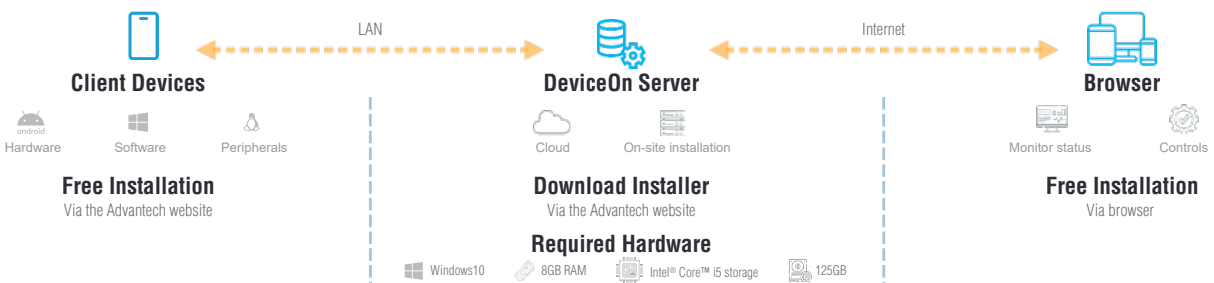 LAN
Internet
Client Devices
DeviceOn Server
Browser
android
Hardware
Software
Peripherals
Cloud
On-site installation
Monitor status
Controls
Free Installation
Via the Advantech website
Download Installer
Via the Advantech website
Free Installation
Via browser
Required Hardware
Windows10
8GB RAM
Intel® Core™ i5 storage
125GB